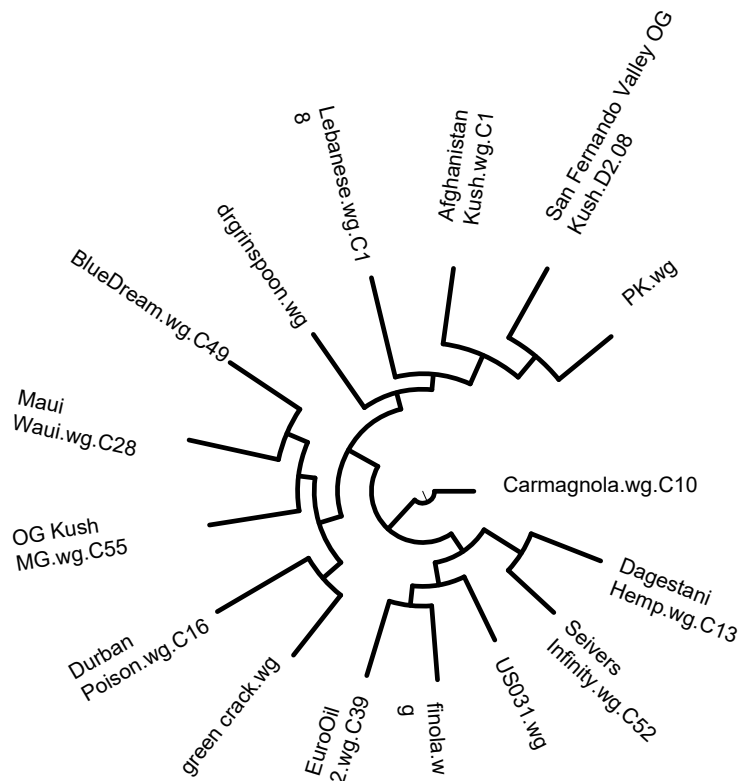 San Fernando Valley OG
Kush.D2.08
Afghanistan
Kush.wg.C1
Lebanese.wg.C1
8
PK.wg
drgrinspoon.wg
BlueDream.wg.C49
Maui
Waui.wg.C28
Carmagnola.wg.C10
OG Kush
MG.wg.C55
Dagestani
Hemp.wg.C13
Seivers
Infinity.wg.C52
Durban
Poison.wg.C16
green crack.wg
US031.wg
EuroOil
2.wg.C39
finola.w
g